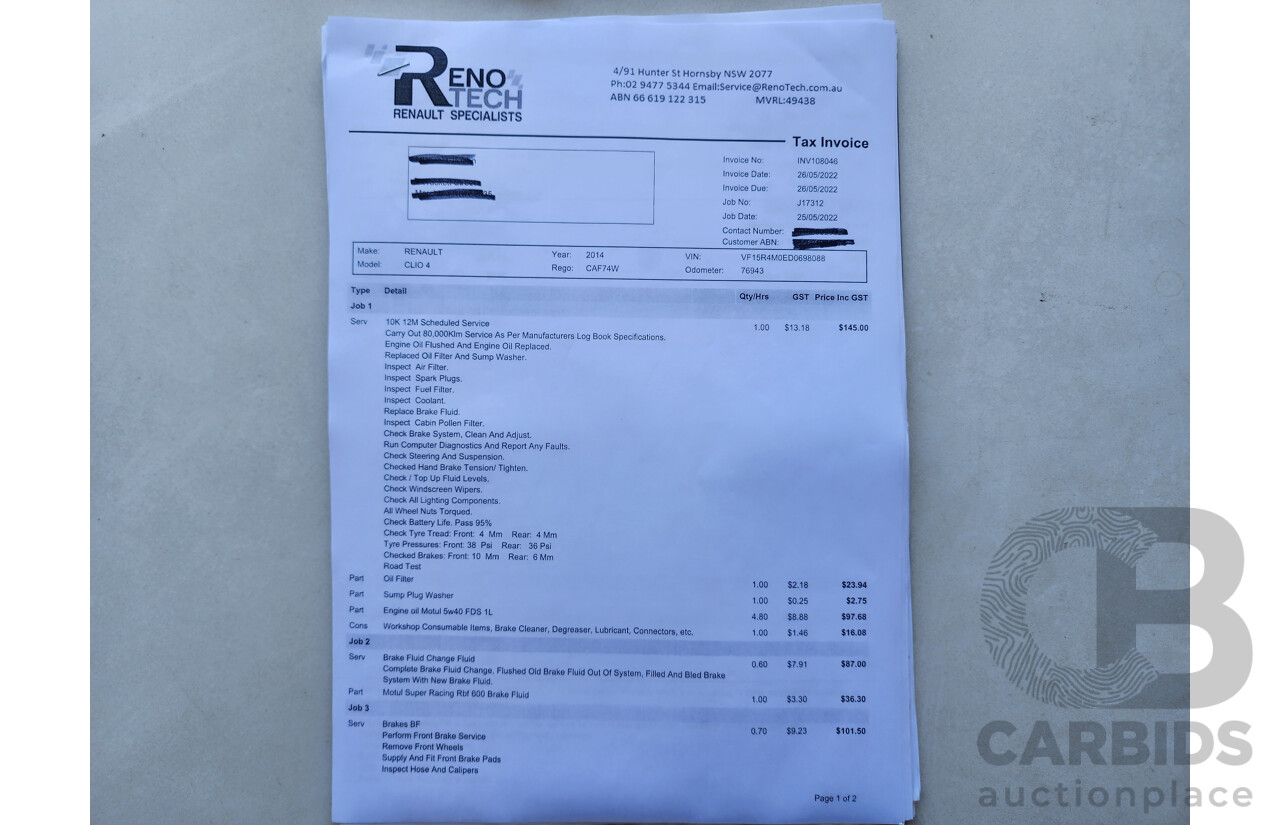 RENO
TECH
RENAULT SPECIALISTS
4/91 Hunter St Hornsby NSW 2077
Ph:02 9477 5344 Email:Service@RenoTech.com.au
ABN 66 619 122 315 MVRL:49438
Tax Invoice
Invoice No: INV108046
Invoice Date: 26/05/2022
Invoice Due: 26/05/2022
Job No: J17312
Job Date: 25/05/2022
Contact Number:
Customer ABN:
Make: RENAULT Year: 2014 VIN: VF15R4M0ED0698088
Model: CLIO 4 Rego: CAF74W Odometer: 76943
Type Detail Qty/Hrs GST Price Inc GST
Job 1
Serv 10K 12M Scheduled Service 1.00 $13.18 $145.00
Carry Out 80,000Klm Service As Per Manufacturers Log Book Specifications.
Engine Oil Flushed And Engine Oil Replaced.
Replaced Oil Filter And Sump Washer.
Inspect Air Filter.
Inspect Spark Plugs.
Inspect Fuel Filter.
Inspect Coolant.
Replace Brake Fluid.
Inspect Cabin Pollen Filter.
Check Brake System, Clean And Adjust.
Run Computer Diagnostics And Report Any Faults.
Check Steering And Suspension.
Checked Hand Brake Tension/ Tighten.
Check / Top Up Fluid Levels.
Check Windscreen Wipers.
Check All Lighting Components.
All Wheel Nuts Torqued.
Check Battery Life. Pass 95%
Check Tyre Tread: Front: 4 Mm Rear: 4 Mm
Tyre Pressures: Front: 38 Psi Rear: 36 Psi
Checked Brakes: Front: 10 Mm Rear: 6 Mm
Road Test
Part Oil Filter 1.00 $2.18 $23.94
Part Sump Plug Washer 1.00 $0.25 $2.75
Part Engine oil Motul 5w40 FDS 1L 4.80 $8.88 $97.68
Cons Workshop Consumable Items, Brake Cleaner, Degreaser, Lubricant, Connectors, etc. 1.00 $1.46 $16.08
Job 2
Serv Brake Fluid Change Fluid 0.60 $7.91 $87.00
Complete Brake Fluid Change, Flushed Old Brake Fluid Out Of System, Filled And Bled Brake
System With New Brake Fluid.
Part Motul Super Racing Rbf 600 Brake Fluid 1.00 $3.30 $36.30
Job 3
Serv Brakes BF 0.70 $9.23 $101.50
Perform Front Brake Service
Remove Front Wheels
Supply And Fit Front Brake Pads
Inspect Hose And Calipers
Page 1 of 2
CB
CARBIDS
auctionplace